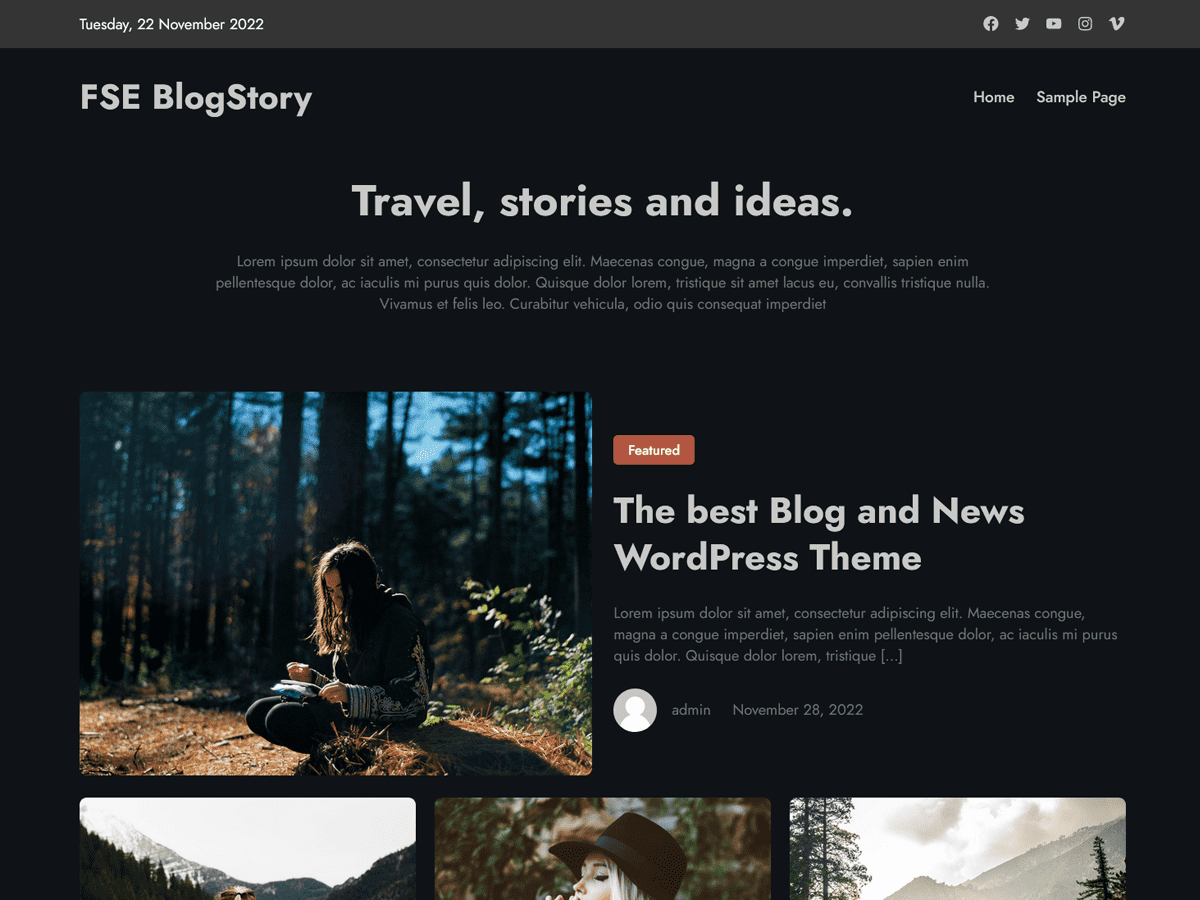 Tuesday, 22 November 2022
FSE BlogStory
Home
Sample Page
Travel, stories and ideas.
Lorem ipsum dolor sit amet, consectetur adipiscing elit. Maecenas congue, magna a congue imperdiet, sapien enim
pellentesque dolor, ac iaculis mi purus quis dolor. Quisque dolor lorem, tristique sit amet lacus eu, convallis tristique nulla.
Vivamus et felis leo. Curabitur vehicula, odio quis consequat imperdiet
Featured
The best Blog and News
WordPress Theme
Lorem ipsum dolor sit amet, consectetur adipiscing elit. Maecenas congue,
magna a congue imperdiet, sapien enim pellentesque dolor, ac iaculis mi purus
quis dolor. Quisque dolor lorem, tristique […]
admin
November 28, 2022